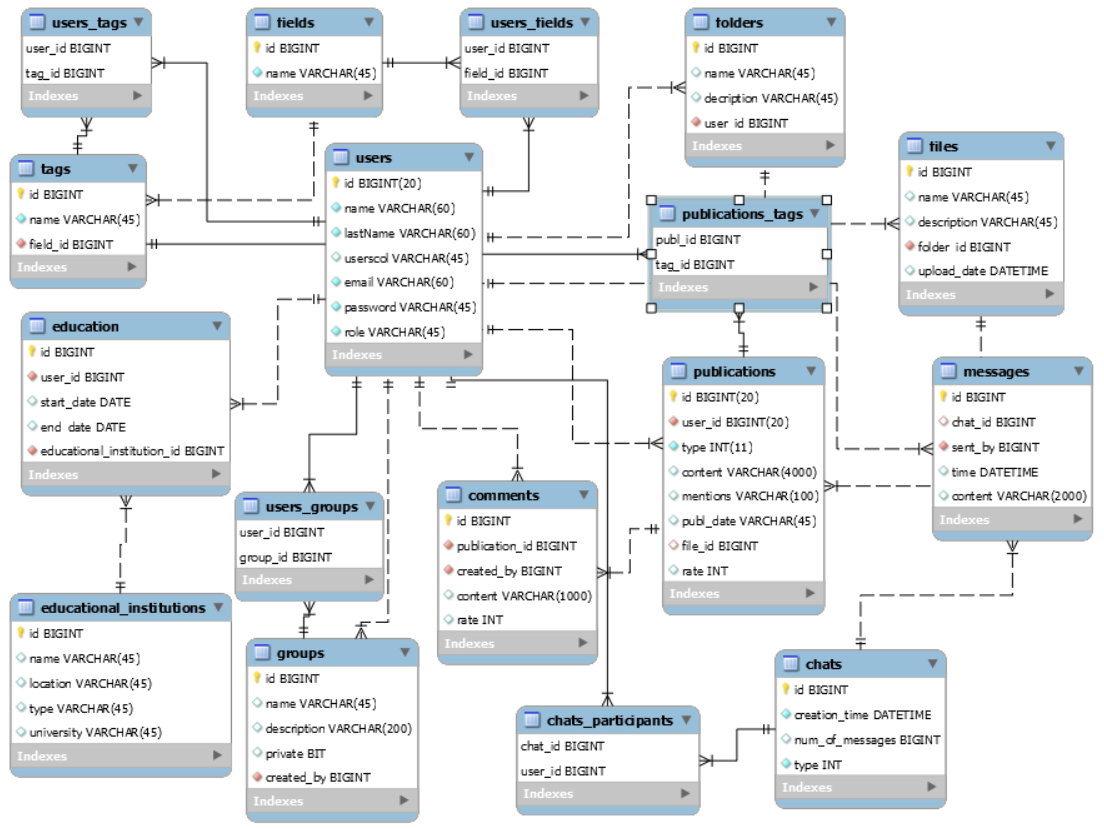 users_tags
user_id BIGINT
tag_id BIGINT
Indexes
fields
id BIGINT
name VARCHAR(45)
Indexes
users_fields
user_id BIGINT
field_id BIGINT
Indexes
folders
id BIGINT
name VARCHAR(45)
decription VARCHAR(45)
user_id BIGINT
Indexes
tags
id BIGINT
name VARCHAR(45)
field_id BIGINT
Indexes
users
id BIGINT(20)
name VARCHAR(60)
lastName VARCHAR(60)
userscol VARCHAR(45)
email VARCHAR(60)
password VARCHAR(45)
role VARCHAR(45)
Indexes
publications_tags
publ_id BIGINT
tag_id BIGINT
Indexes
files
id BIGINT
name VARCHAR(45)
description VARCHAR(45)
folder_id BIGINT
upload_date DATETIME
Indexes
education
id BIGINT
user_id BIGINT
start_date DATE
end_date DATE
educational_institution_id BIGINT
Indexes
publications
id BIGINT(20)
user_id BIGINT(20)
type INT(11)
content VARCHAR(4000)
mentions VARCHAR(100)
publ_date VARCHAR(45)
file_id BIGINT
rate INT
Indexes
messages
id BIGINT
chat_id BIGINT
sent_by BIGINT
time DATETIME
content VARCHAR(2000)
Indexes
users_groups
user_id BIGINT
group_id BIGINT
Indexes
comments
id BIGINT
publication_id BIGINT
created_by BIGINT
content VARCHAR(1000)
rate INT
Indexes
educational_institutions
id BIGINT
name VARCHAR(45)
location VARCHAR(45)
type VARCHAR(45)
university VARCHAR(45)
Indexes
groups
id BIGINT
name VARCHAR(45)
description VARCHAR(200)
private BIT
created_by BIGINT
Indexes
chats_participants
chat_id BIGINT
user_id BIGINT
Indexes
chats
id BIGINT
creation_time DATETIME
num_of_messages BIGINT
type INT
Indexes